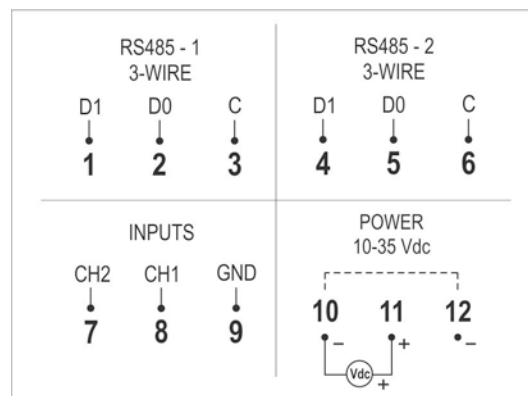 RS485 - 1
3-WIRE
D1 D0 C
1 2 3
RS485 - 2
3-WIRE
D1 D0 C
4 5 6
INPUTS
CH2 CH1 GND
7 8 9
POWER
10-35 Vdc
10 11 12
– + –
Vdc +